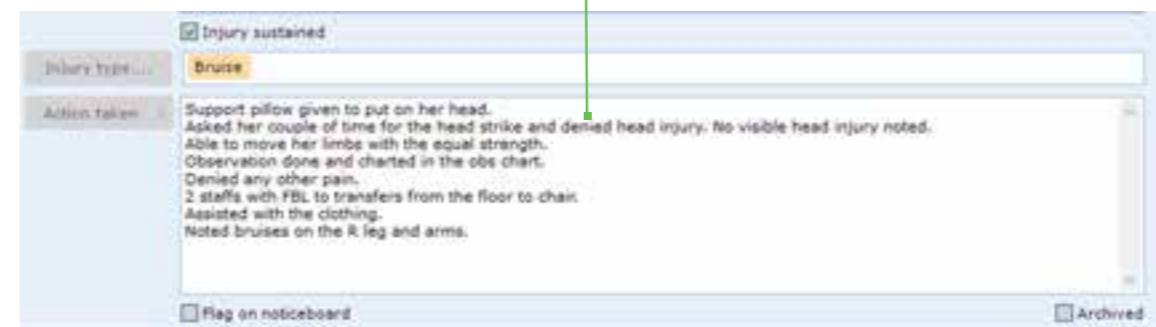 Injury sustained
Injury type....
Bruise
Action taken
Support pillow given to put on her head.
Asked her couple of time for the head strike and denied head injury. No visible head injury noted.
Able to move her limbs with the equal strength.
Observation done and charted in the obs chart.
Denied any other pain.
2 staffs with FBL to transfers from the floor to chair.
Assisted with the clothing.
Noted bruises on the R leg and arms.
Flag on noticeboard
Archived